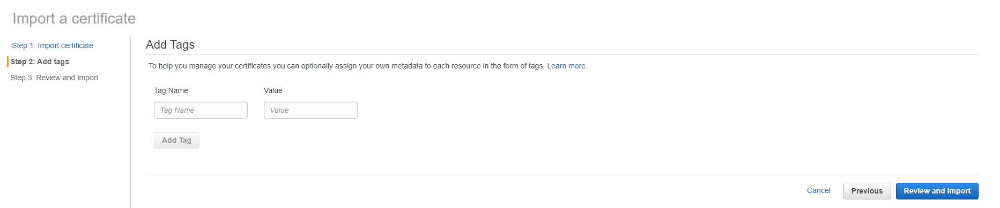 Import a certificate
Step 1: Import certificate
Step 2: Add tags
Step 3: Review and import
Add Tags
To help you manage your certificates you can optionally assign your own metadata to each resource in the form of tags. Learn more.
Tag Name Value
Tag Name Value
Add Tag
Cancel Previous Review and import